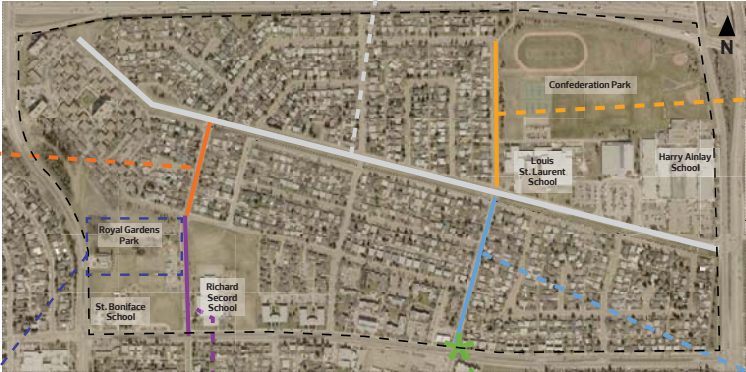 N
Confederation Park
Louis
St. Laurent
School
Harry Ainlay
School
Royal Gardens
Park
St. Boniface
School
Richard
Secord
School